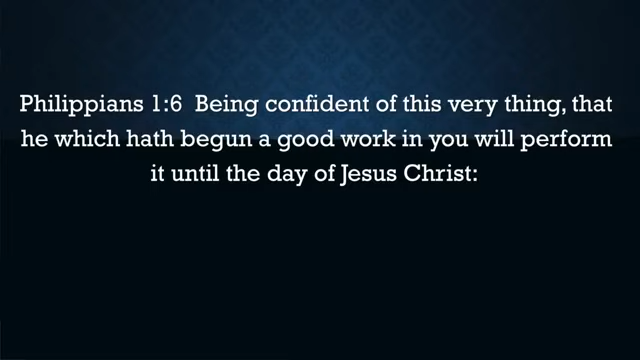 Philippians 1:6  Being confident of this very thing, that
he which hath begun a good work in you will perform
it until the day of Jesus Christ: